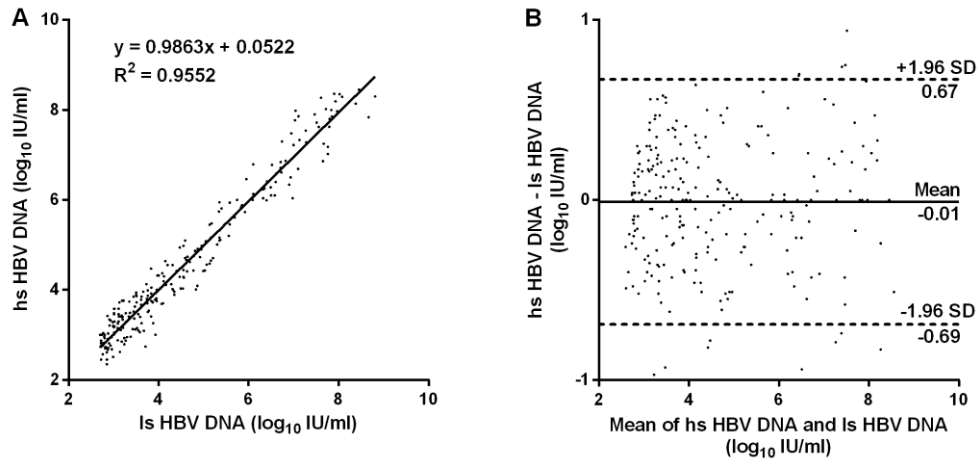 A
10
8
6
4
2
2
4
6
8
10
hs HBV DNA (log10 IU/ml)
y = 0.9863x + 0.0522
R² = 0.9552
ls HBV DNA (log10 IU/ml)
B
1
0
-1
2
4
6
8
10
hs HBV DNA - ls HBV DNA
(log10 IU/ml)
+1.96 SD
0.67
Mean
-0.01
-1.96 SD
-0.69
Mean of hs HBV DNA and ls HBV DNA
(log10 IU/ml)